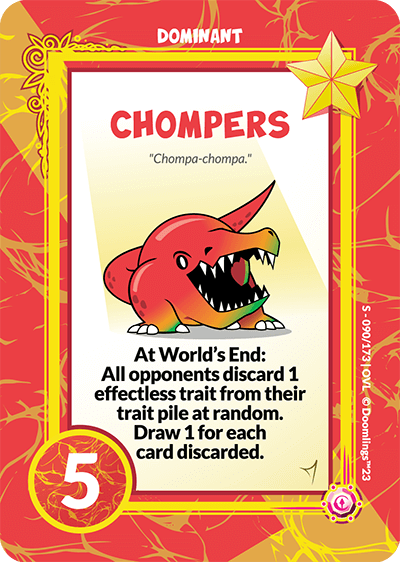 DOMINANT
CHOMPERS
"Chompa-chompa."
At World's End:
All opponents discard 1
effectless trait from their
trait pile at random.
Draw 1 for each
card discarded.
5
S - 090/173 | OVL © Doomlings™23